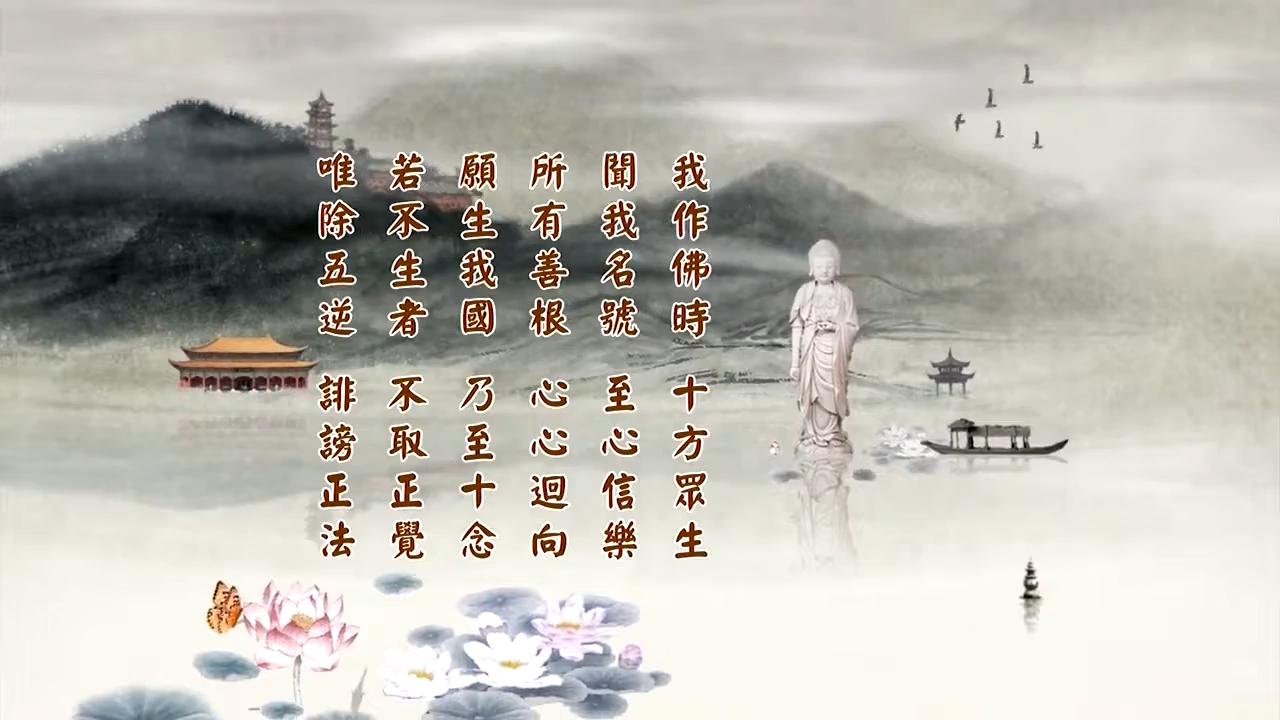 我作佛時 十方眾生
聞我名號 至心信樂
所有善根 心心迴向
願生我國 乃至十念
若不生者 不取正覺
唯除五逆 誹謗正法